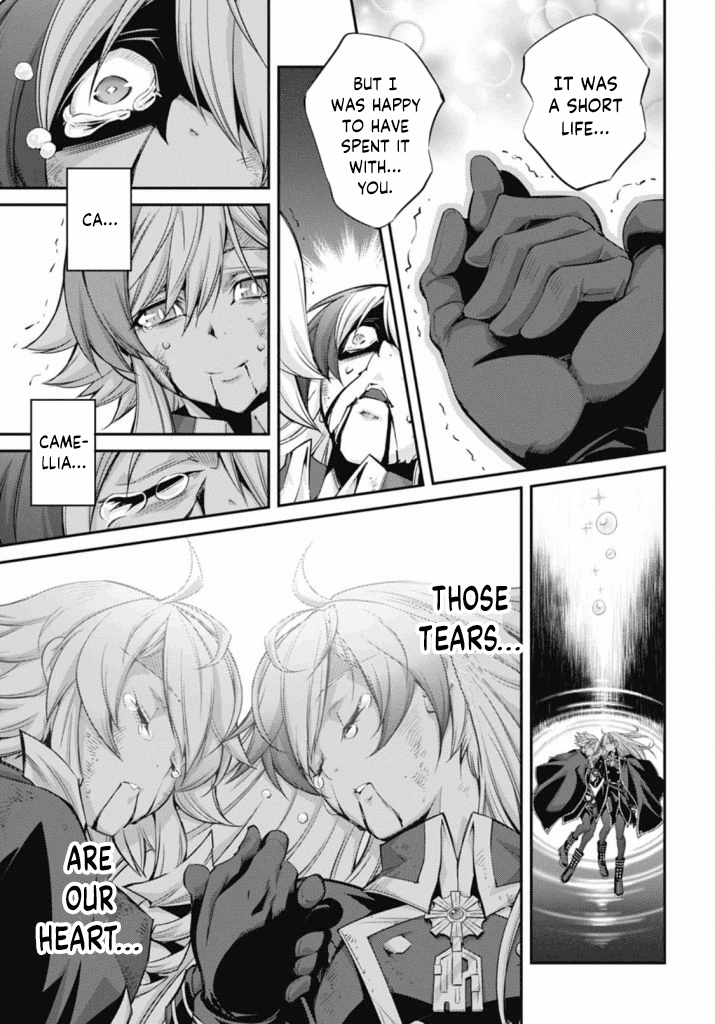 IT WAS
A SHORT
LIFE...
BUT I
WAS HAPPY
TO HAVE
SPENT IT
WITH...
YOU.
CA...
CAME-
LLIA...
THOSE
TEARS...
ARE
OUR
HEART...